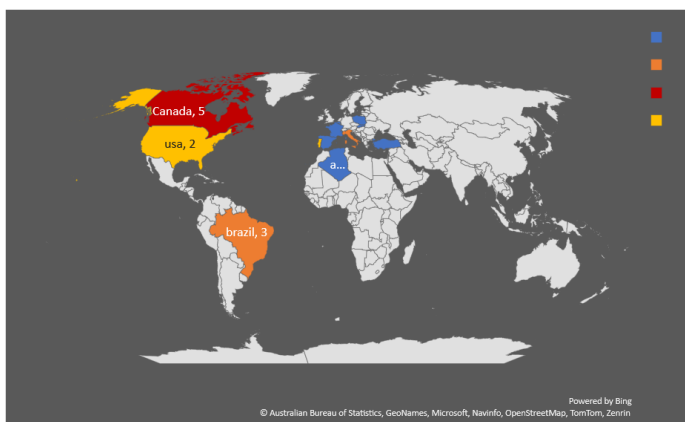 Canada, 5
usa, 2
a...
brazil, 3
Powered by Bing
© Australian Bureau of Statistics, GeoNames, Microsoft, Navinfo, OpenStreetMap, TomTom, Zenrin